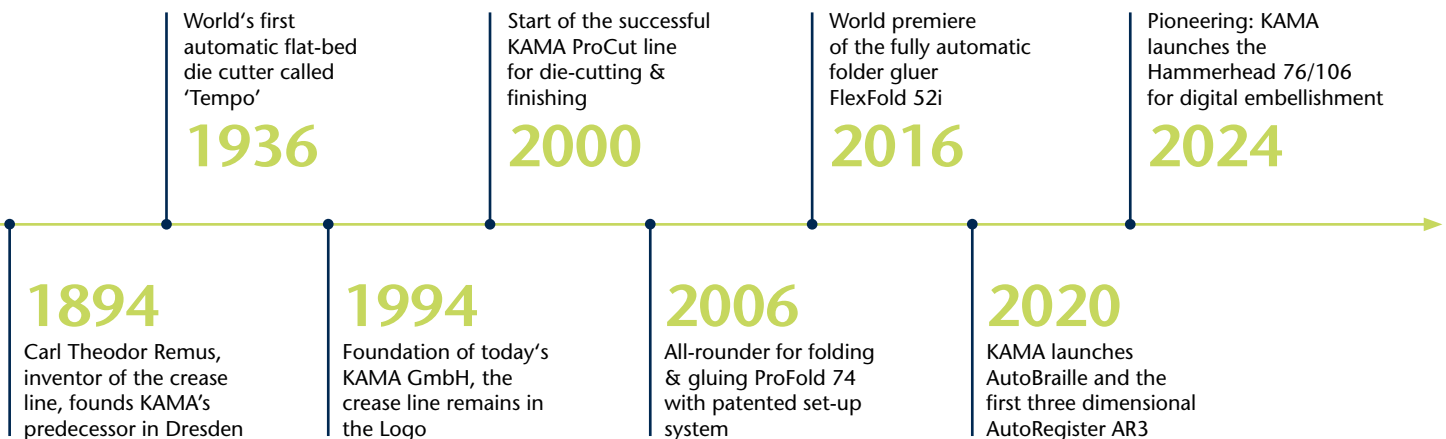 World‘s first
automatic flat-bed
die cutter called
‘Tempo’
1936
Start of the successful
KAMA ProCut line
for die-cutting &
finishing
2000
World premiere
of the fully automatic
folder gluer
FlexFold 52i
2016
Pioneering: KAMA
launches the
Hammerhead 76/106
for digital embellishment
2024
1894
Carl Theodor Remus,
inventor of the crease
line, founds KAMA’s
predecessor in Dresden
1994
Foundation of today‘s
KAMA GmbH, the
crease line remains in
the Logo
2006
All-rounder for folding
& gluing ProFold 74
with patented set-up
system
2020
KAMA launches
AutoBraille and the
first three dimensional
AutoRegister AR3